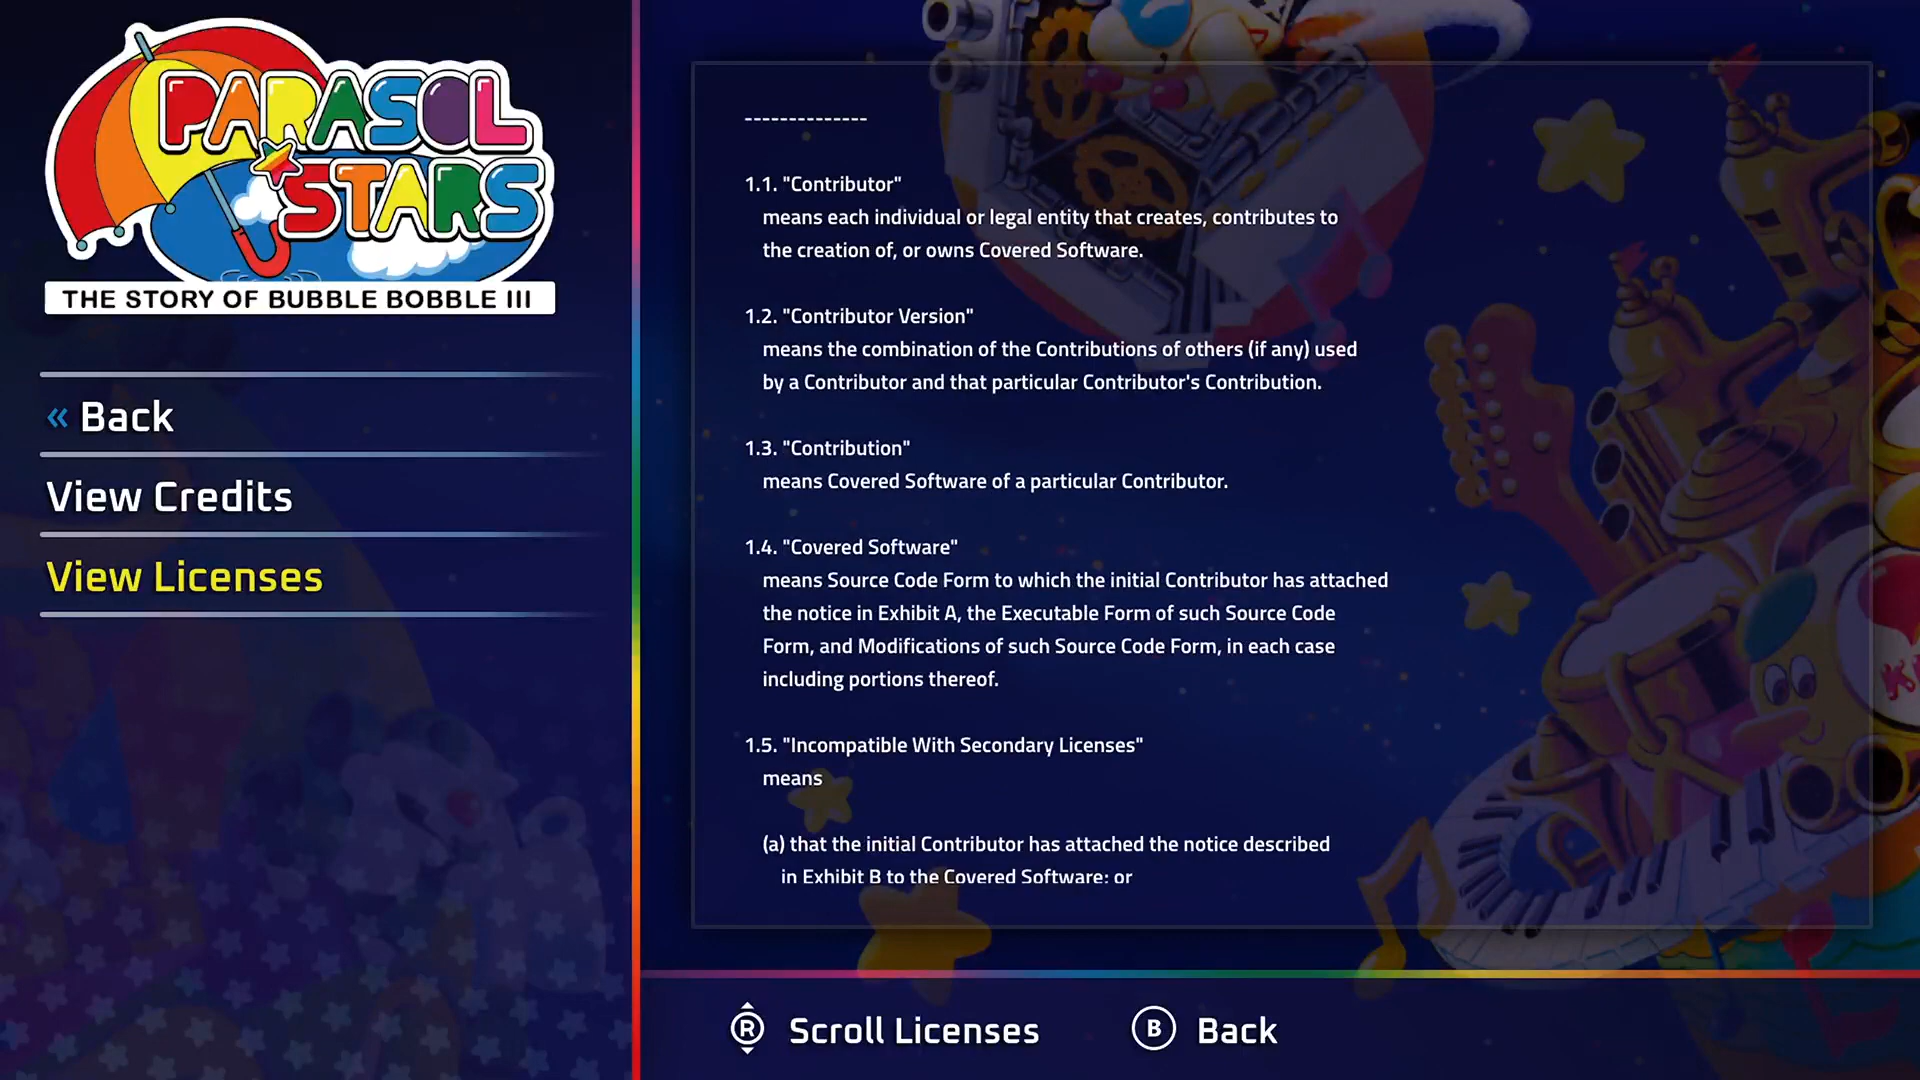 PARASOL
STARS
THE STORY OF BUBBLE BOBBLE III
« Back
View Credits
View Licenses
--------------
1.1. "Contributor"
means each individual or legal entity that creates, contributes to
the creation of, or owns Covered Software.
1.2. "Contributor Version"
means the combination of the Contributions of others (if any) used
by a Contributor and that particular Contributor's Contribution.
1.3. "Contribution"
means Covered Software of a particular Contributor.
1.4. "Covered Software"
means Source Code Form to which the initial Contributor has attached
the notice in Exhibit A, the Executable Form of such Source Code
Form, and Modifications of such Source Code Form, in each case
including portions thereof.
1.5. "Incompatible With Secondary Licenses"
means
(a) that the initial Contributor has attached the notice described
in Exhibit B to the Covered Software; or
R Scroll Licenses
B Back